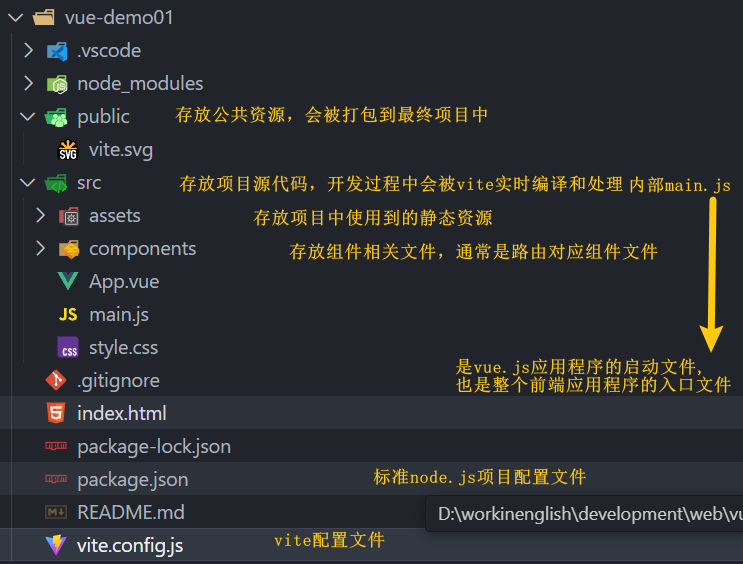 vue-demo01
.vscode
node_modules
public 存放公共资源，会被打包到最终项目中
vite.svg
src 存放项目源代码，开发过程中会被vite实时编译和处理 内部main.js
assets 存放项目中使用到的静态资源
components 存放组件相关文件，通常是路由对应组件文件
App.vue
JS main.js
CSS style.css
是vue.js应用程序的启动文件,
也是整个前端应用程序的入口文件
.gitignore
index.html
package-lock.json
package.json 标准node.js项目配置文件
README.md
D:\workinenglish\development\web\vu
vite.config.js vite配置文件